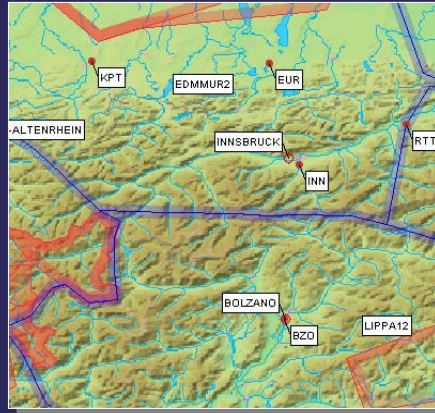 KPT
EUR
EDMMUR2
-ALTENRHEIN
INNSBRUCK
RTT
INN
BOLZANO
BZO
LIPPA12